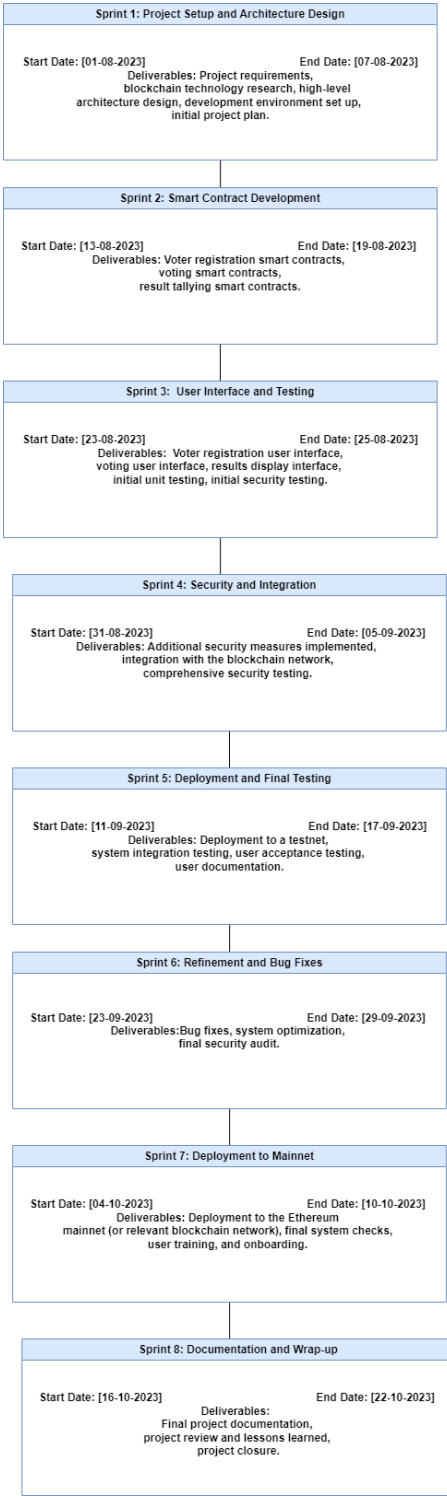 Sprint 1: Project Setup and Architecture Design
Start Date: [01-08-2023] End Date: [07-08-2023]
Deliverables: Project requirements,
blockchain technology research, high-level
architecture design, development environment set up,
initial project plan.
Sprint 2: Smart Contract Development
Start Date: [13-08-2023] End Date: [19-08-2023]
Deliverables: Voter registration smart contracts,
voting smart contracts,
result tallying smart contracts.
Sprint 3: User Interface and Testing
Start Date: [23-08-2023] End Date: [25-08-2023]
Deliverables: Voter registration user interface,
voting user interface, results display interface,
initial unit testing, initial security testing.
Sprint 4: Security and Integration
Start Date: [31-08-2023] End Date: [05-09-2023]
Deliverables: Additional security measures implemented,
integration with the blockchain network,
comprehensive security testing.
Sprint 5: Deployment and Final Testing
Start Date: [11-09-2023] End Date: [17-09-2023]
Deliverables: Deployment to a testnet,
system integration testing, user acceptance testing,
user documentation.
Sprint 6: Refinement and Bug Fixes
Start Date: [23-09-2023] End Date: [29-09-2023]
Deliverables:Bug fixes, system optimization,
final security audit.
Sprint 7: Deployment to Mainnet
Start Date: [04-10-2023] End Date: [10-10-2023]
Deliverables: Deployment to the Ethereum
mainnet (or relevant blockchain network), final system checks,
user training, and onboarding.
Sprint 8: Documentation and Wrap-up
Start Date: [16-10-2023] End Date: [22-10-2023]
Deliverables:
Final project documentation,
project review and lessons learned,
project closure.